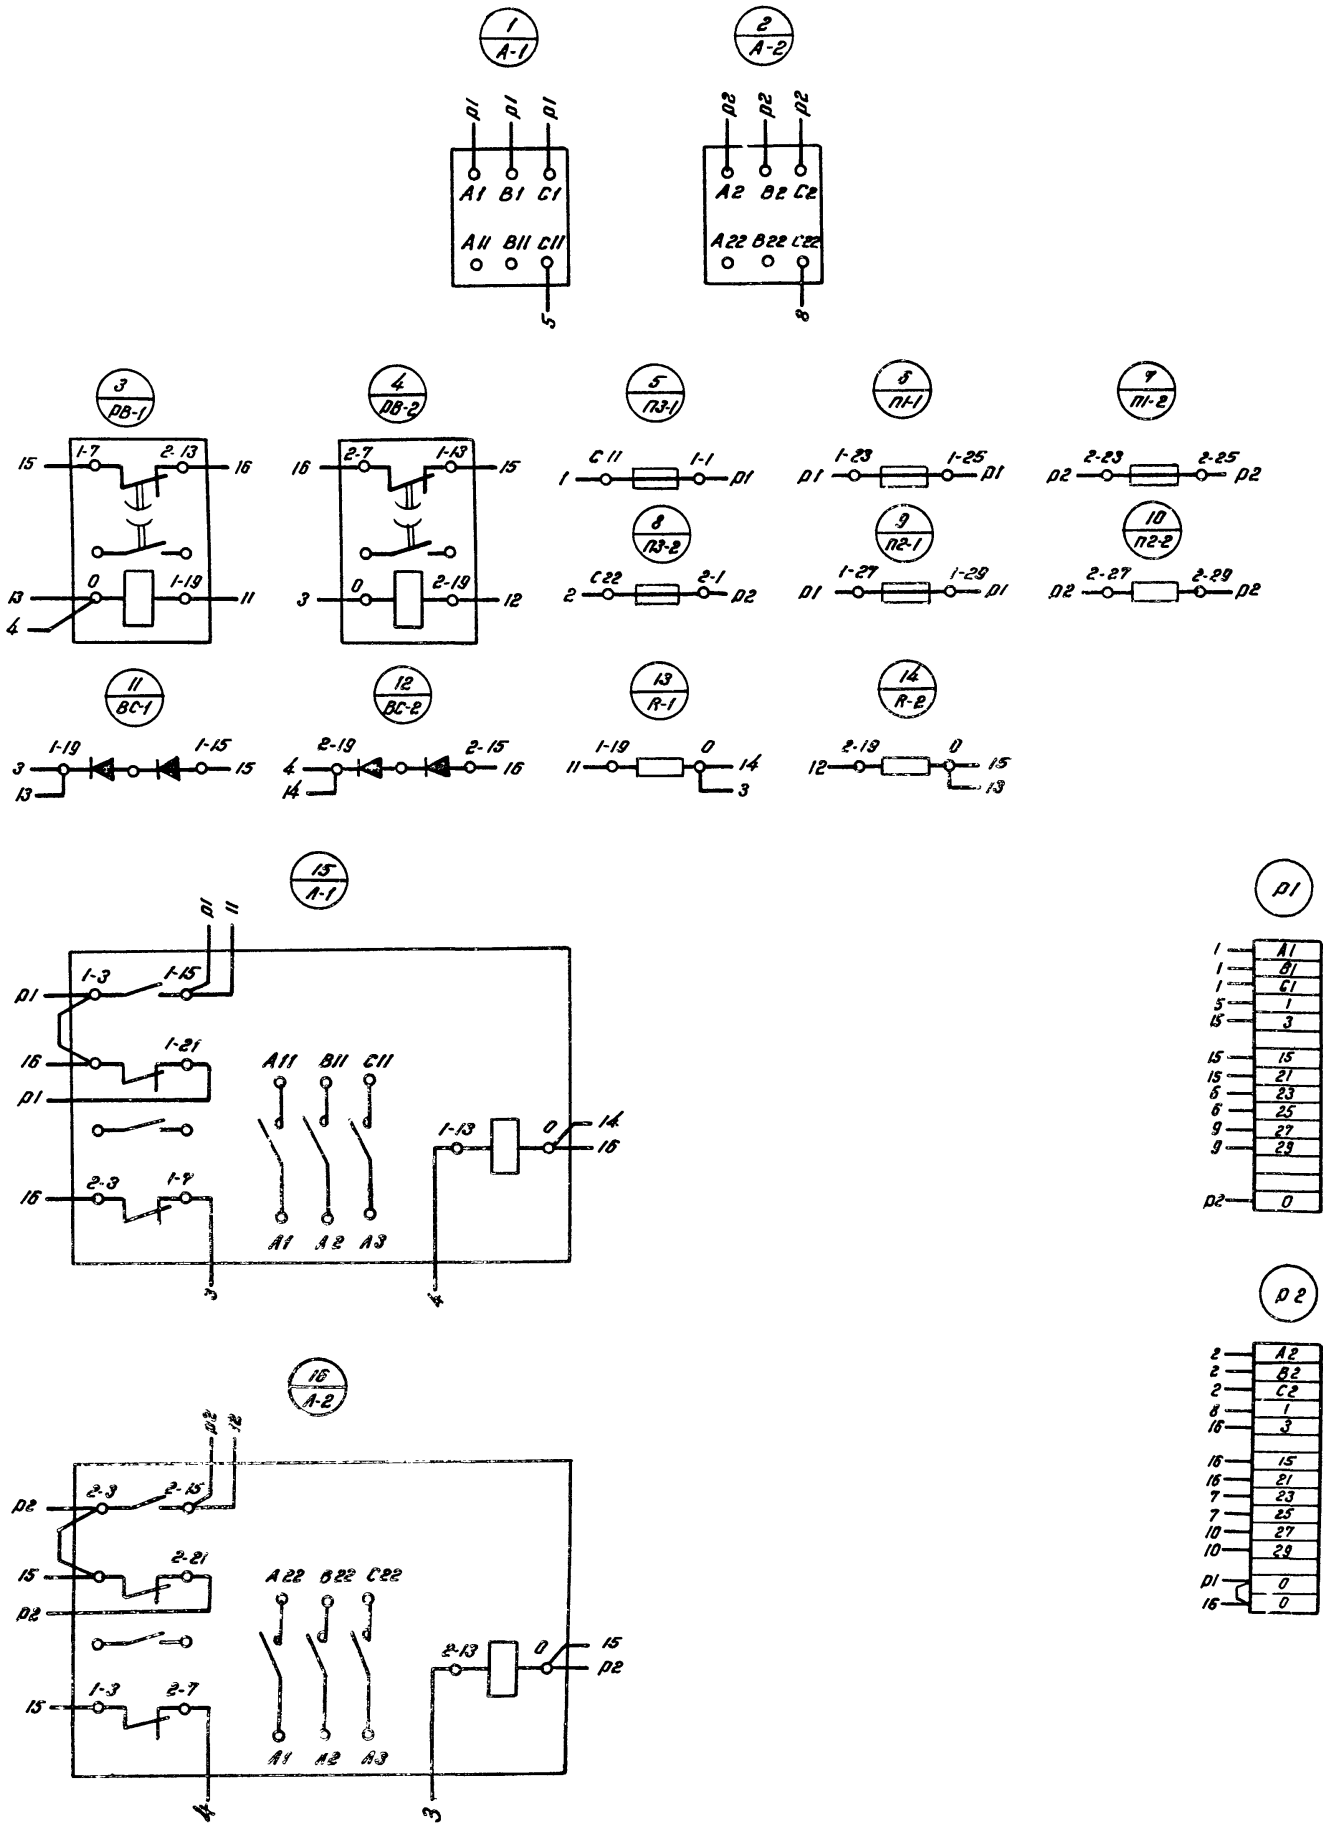 1 2
А-1 А-2
р1 р1 р1 р2 р2 р2
А1 В1 С1 А2 В2 С2
А11 В11 С11 А22 В22 С22
5 8
3 4 5 6 7
РВ-1 РВ-2 П3-1 П1-1 П1-2
15 1-7 2-13 16 16 2-7 1-13 15
1 С11 1-1 р1 р1 1-23 1-25 р1 р2 2-23 2-25 р2
8 9 10
П3-2 П2-1 П2-2
2 С22 2-1 р2 р1 1-27 1-29 р1 р2 2-27 2-29 р2
13 0 1-19 11 3 0 2-19 12
4
11 12 13 14
ВС-1 ВС-2 R-1 R-2
3 1-19 1-15 15 4 2-19 2-15 16 11 1-19 0 14 12 2-19 0 15
13 14 3 13
15
А-1
р1 11
р1 1-3 1-15
16 1-21
р1
А11 В11 С11
1-13 0 14
16
16 2-3 1-7
А1 А2 А3
3 4
р1
1 А1
1 В1
1 С1
5 1
15 3
15 15
15 21
6 23
6 25
9 27
9 29
р2 0
16
А-2
р2 12
р2 2-3 2-15
15 2-21
р2
А22 В22 С22
2-13 0 15
р2
15 1-3 2-7
А1 А2 А3
4 3
р2
2 А2
2 В2
2 С2
8 1
16 3
16 15
16 21
7 23
7 25
10 27
10 29
р1 0
16 0